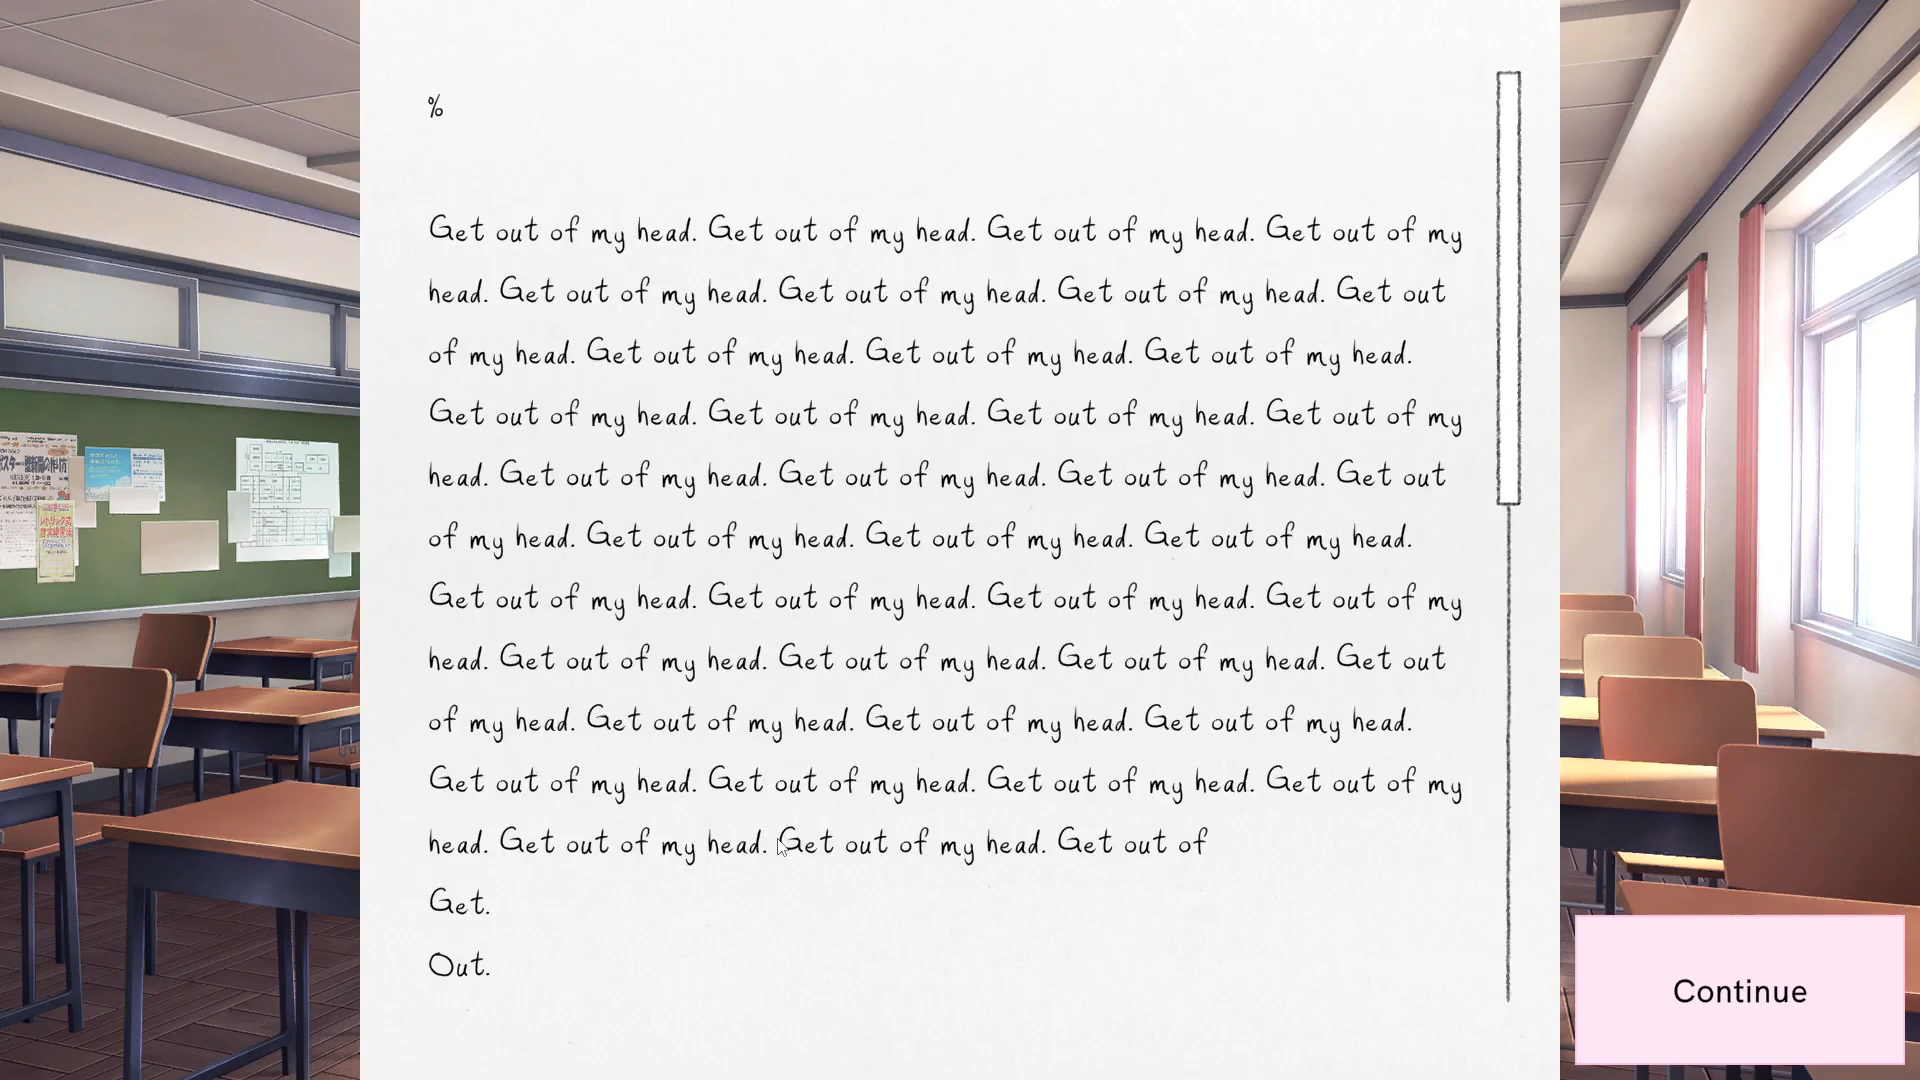 %
Get out of my head. Get out of my head. Get out of my head. Get out of my
head. Get out of my head. Get out of my head. Get out of my head. Get out
of my head. Get out of my head. Get out of my head. Get out of my head.
Get out of my head. Get out of my head. Get out of my head. Get out of my
head. Get out of my head. Get out of my head. Get out of my head. Get out
of my head. Get out of my head. Get out of my head. Get out of my head.
Get out of my head. Get out of my head. Get out of my head. Get out of my
head. Get out of my head. Get out of my head. Get out of my head. Get out
of my head. Get out of my head. Get out of my head. Get out of my head.
Get out of my head. Get out of my head. Get out of my head. Get out of my
head. Get out of my head. Get out of my head. Get out of
Get.
Out.
Continue